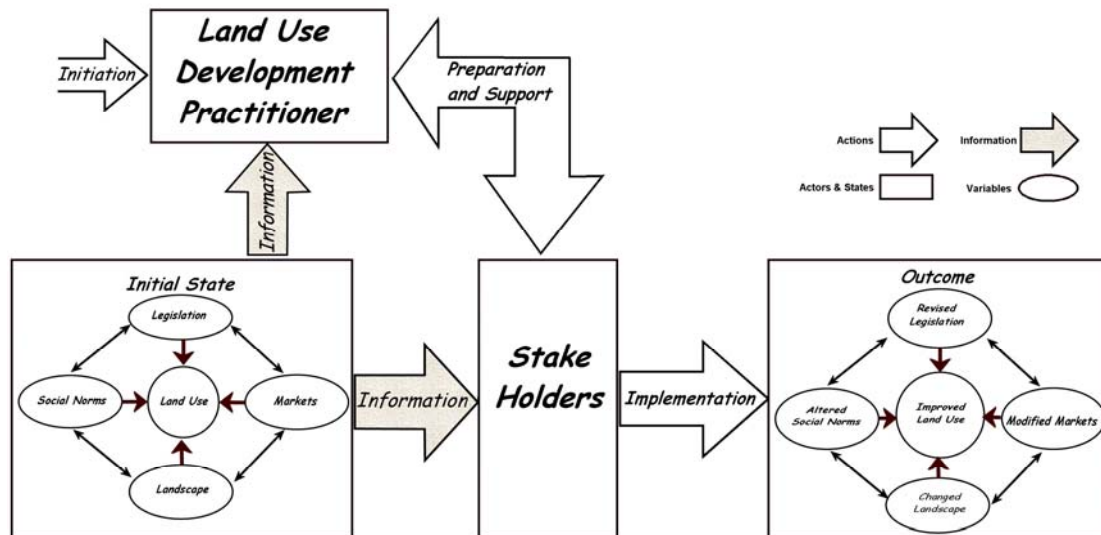 Land Use
Development
Practitioner
Initiation
Preparation
and Support
Information
Actions
Information
Actors & States
Variables
Initial State
Legislation
Social Norms
Land Use
Markets
Landscape
Information
Stake
Holders
Implementation
Outcome
Revised
Legislation
Altered
Social Norms
Improved
Land Use
Modified Markets
Changed
Landscape